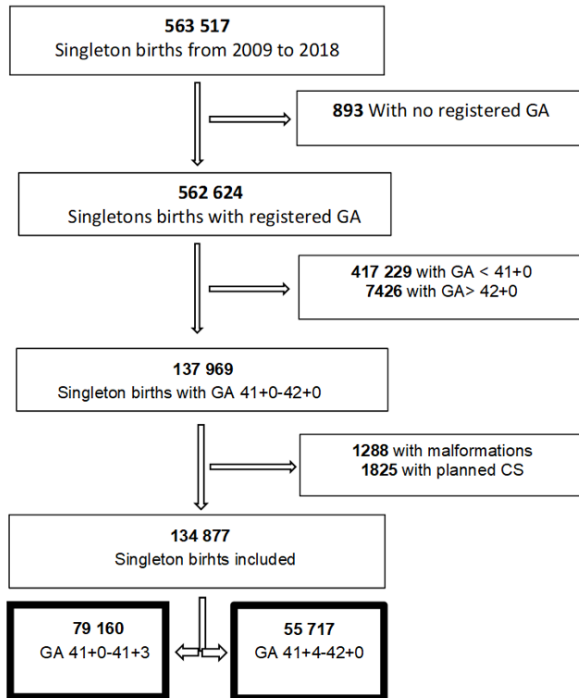 563 517
Singleton births from 2009 to 2018
893 With no registered GA
562 624
Singletons births with registered GA
417 229 with GA < 41+0
7426 with GA> 42+0
137 969
Singleton births with GA 41+0-42+0
1288 with malformations
1825 with planned CS
134 877
Singleton birhts included
79 160
GA 41+0-41+3
55 717
GA 41+4-42+0